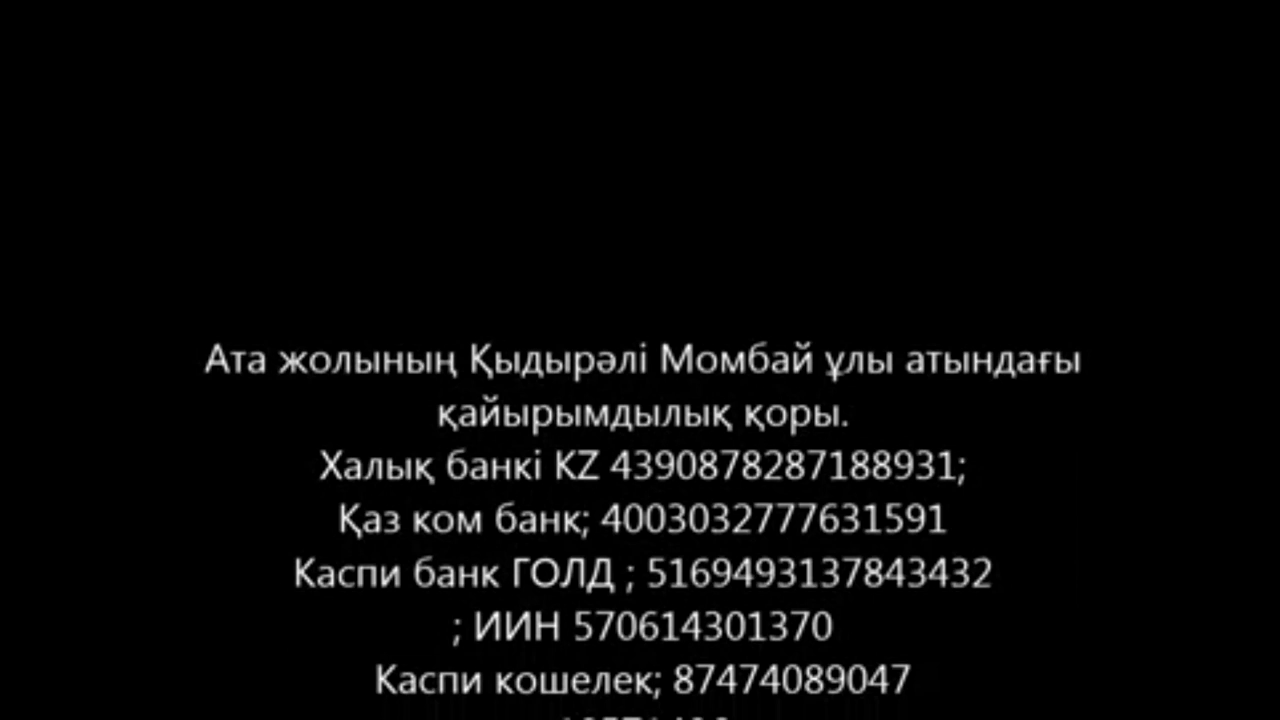 Ата жолының Қыдырәлі Момбай ұлы атындағы
қайырымдылық қоры.
Халық банкі KZ 4390878287188931;
Қаз ком банк; 4003032777631591
Каспи банк ГОЛД ; 5169493137843432
; ИИН 570614301370
Каспи кошелек; 87474089047